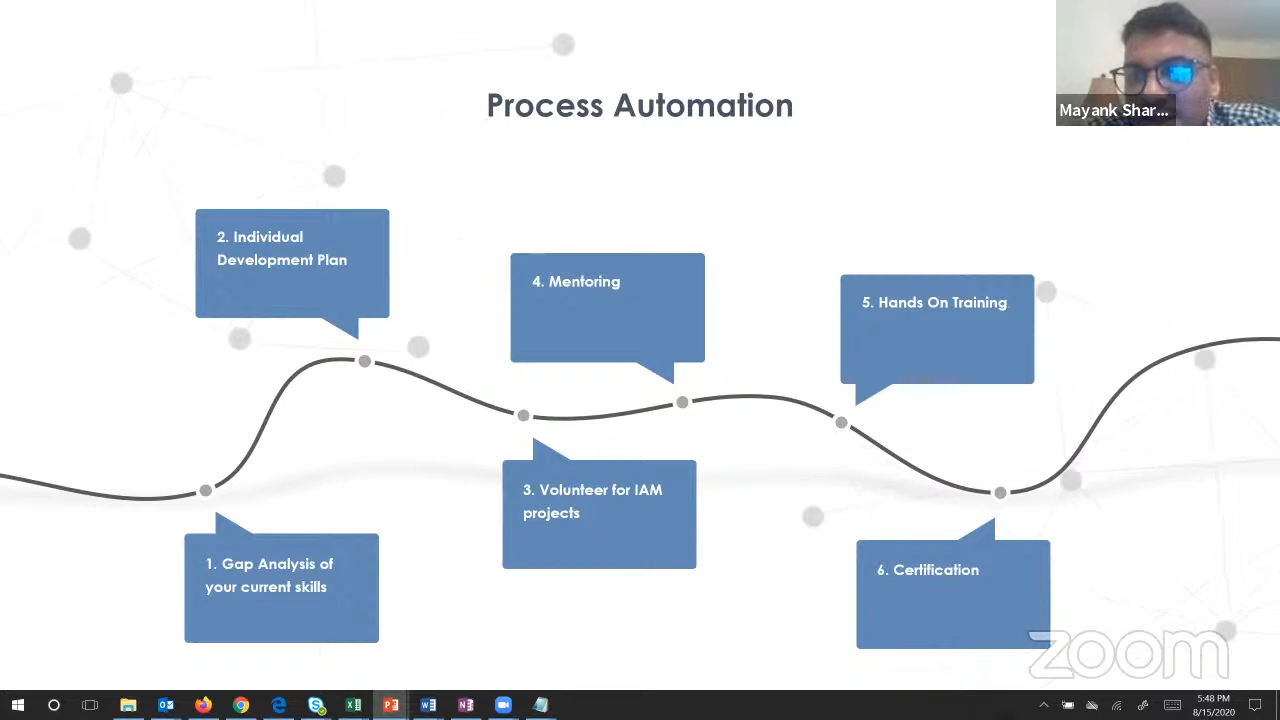 Process Automation
Mayank Shar...
2. Individual
Development Plan
4. Mentoring
5. Hands On Training
3. Volunteer for IAM
projects
1. Gap Analysis of
your current skills
6. Certification
zoom
5:48 PM
8/15/2020